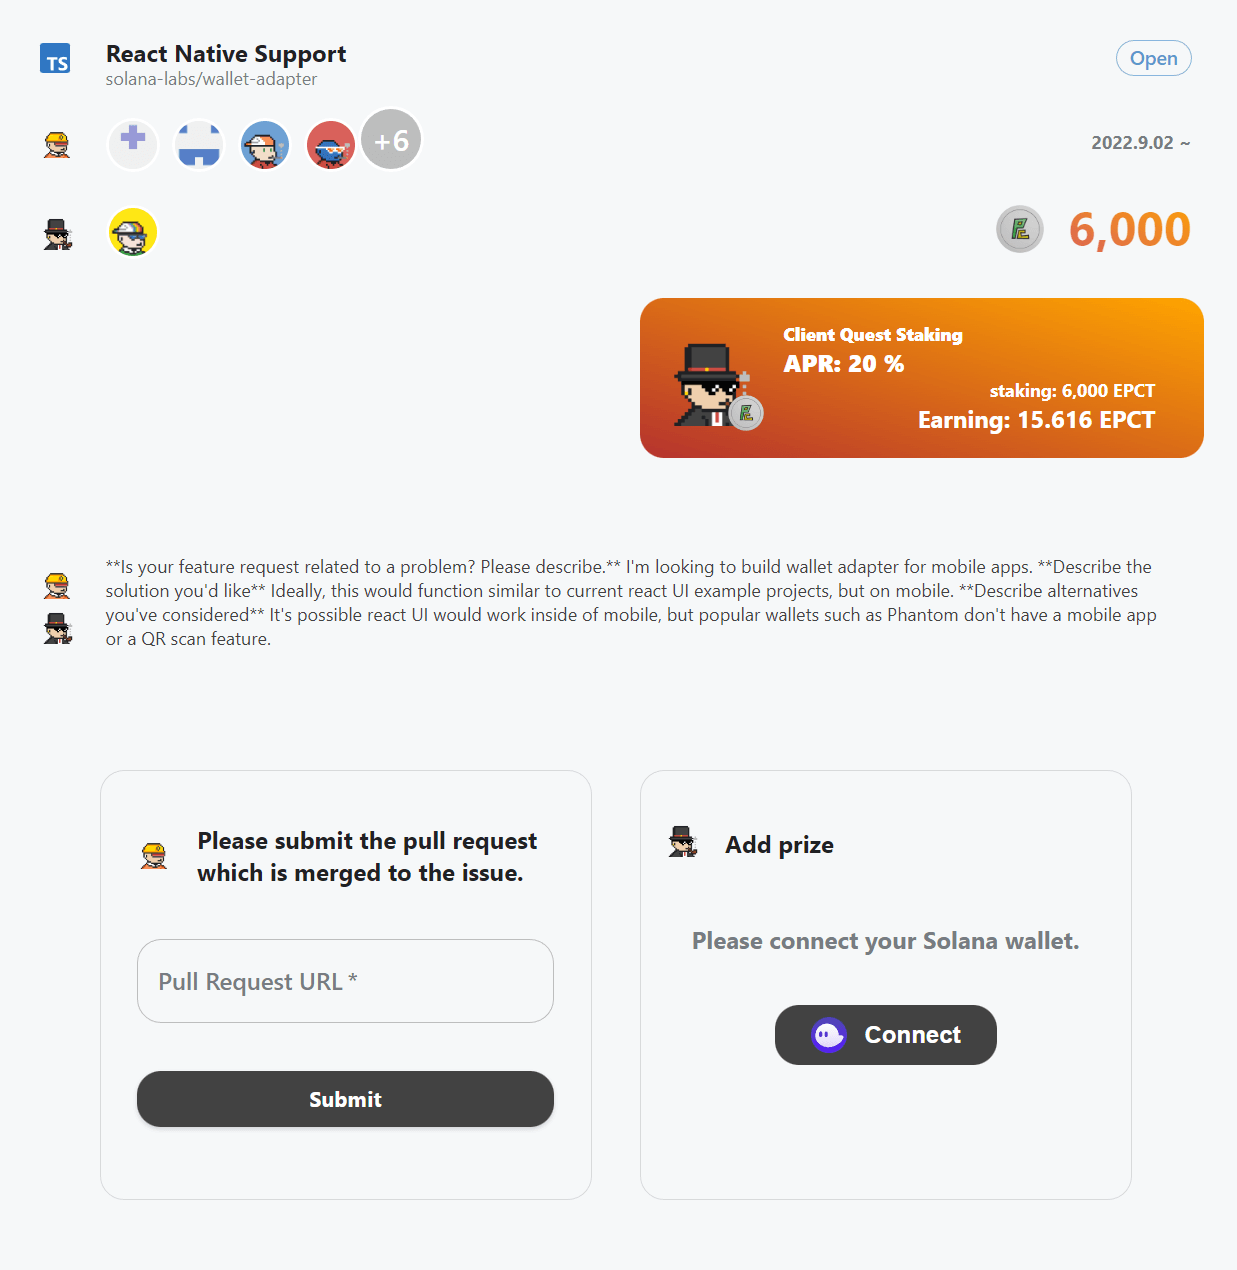 TS
React Native Support
solana-labs/wallet-adapter
Open
+6
2022.9.02 ~
6,000
Client Quest Staking
APR: 20 %
staking: 6,000 EPCT
Earning: 15.616 EPCT
**Is your feature request related to a problem? Please describe.** I'm looking to build wallet adapter for mobile apps. **Describe the
solution you'd like** Ideally, this would function similar to current react UI example projects, but on mobile. **Describe alternatives
you've considered** It's possible react UI would work inside of mobile, but popular wallets such as Phantom don't have a mobile app
or a QR scan feature.
Please submit the pull request
which is merged to the issue.
Pull Request URL *
Submit
Add prize
Please connect your Solana wallet.
Connect